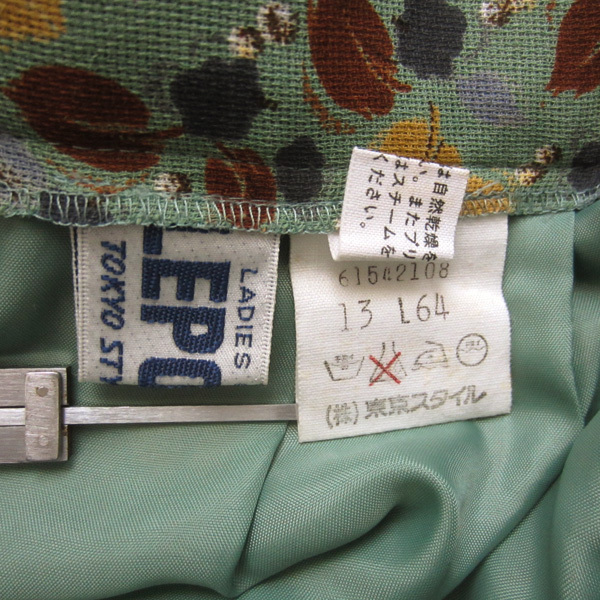 LEPO
LADIES
TOKYO STY
は自然乾燥を
い。またプリ
はスチームを
ください。
61542108
13 L64
(株)東京スタイル